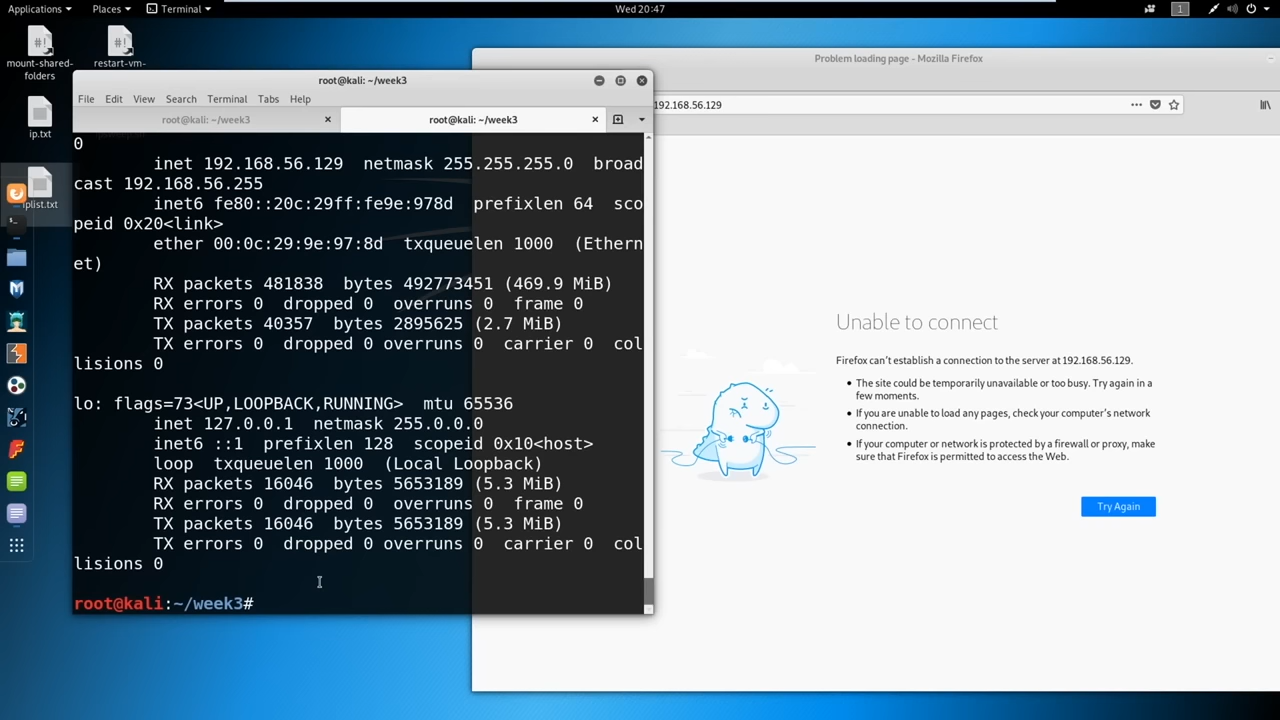 Applications
Places
Terminal
Wed 20:47
1
mount-shared-
folders
restart-vm-
ip.txt
iplist.txt
root@kali: ~/week3
File Edit View Search Terminal Tabs Help
root@kali: ~/week3
root@kali: ~/week3
0
inet 192.168.56.129 netmask 255.255.255.0 broad
cast 192.168.56.255
inet6 fe80::20c:29ff:fe9e:978d prefixlen 64 sco
peid 0x20<link>
ether 00:0c:29:9e:97:8d txqueuelen 1000 (Ethern
et)
RX packets 481838 bytes 492773451 (469.9 MiB)
RX errors 0 dropped 0 overruns 0 frame 0
TX packets 40357 bytes 2895625 (2.7 MiB)
TX errors 0 dropped 0 overruns 0 carrier 0 col
lisions 0
lo: flags=73<UP,LOOPBACK,RUNNING> mtu 65536
inet 127.0.0.1 netmask 255.0.0.0
inet6 ::1 prefixlen 128 scopeid 0x10<host>
loop txqueuelen 1000 (Local Loopback)
RX packets 16046 bytes 5653189 (5.3 MiB)
RX errors 0 dropped 0 overruns 0 frame 0
TX packets 16046 bytes 5653189 (5.3 MiB)
TX errors 0 dropped 0 overruns 0 carrier 0 col
lisions 0
root@kali:~/week3#
Problem loading page - Mozilla Firefox
192.168.56.129
Unable to connect
Firefox can't establish a connection to the server at 192.168.56.129.
The site could be temporarily unavailable or too busy. Try again in a
few moments.
If you are unable to load any pages, check your computer's network
connection.
If your computer or network is protected by a firewall or proxy, make
sure that Firefox is permitted to access the Web.
Try Again